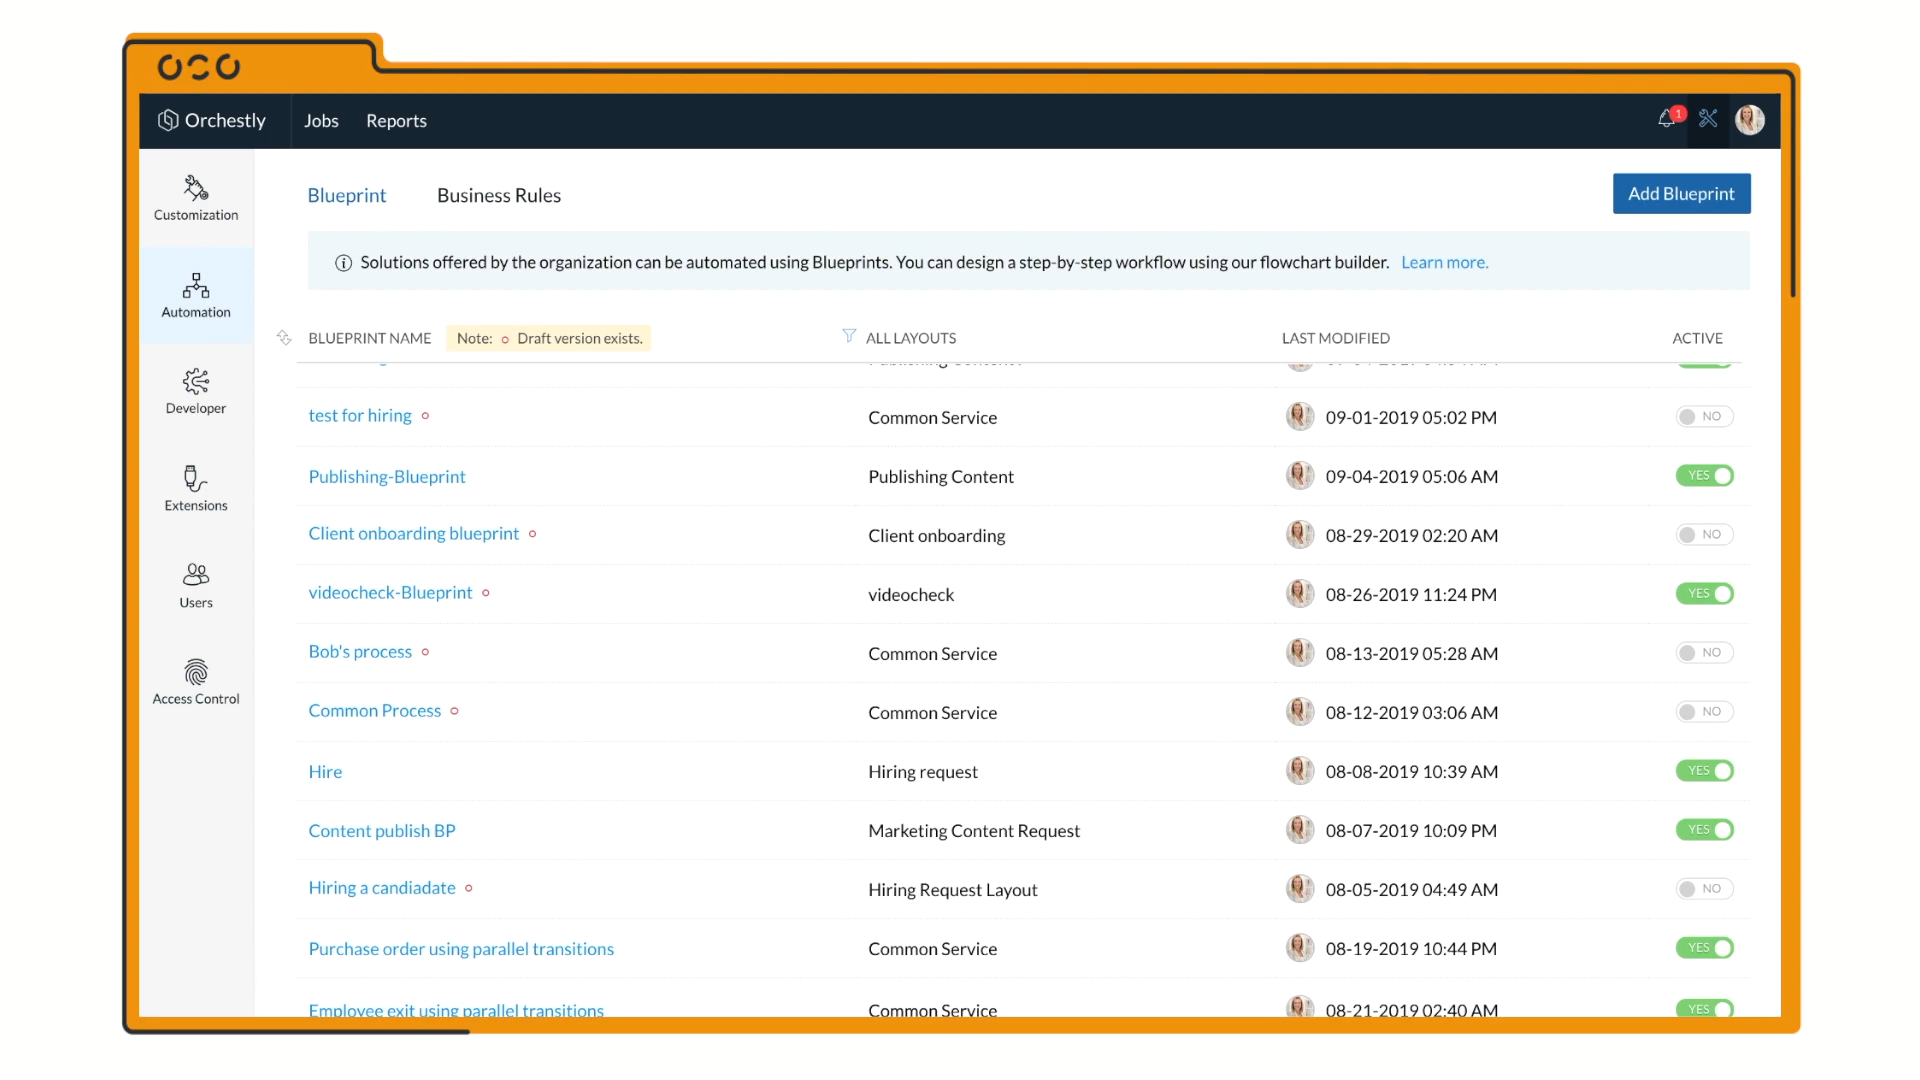 Orchestly Jobs Reports 1
Customization
Automation
Developer
Extensions
Users
Access Control
Blueprint Business Rules Add Blueprint
Solutions offered by the organization can be automated using Blueprints. You can design a step-by-step workflow using our flowchart builder. Learn more.
BLUEPRINT NAME Note: Draft version exists. ALL LAYOUTS LAST MODIFIED ACTIVE
test for hiring Common Service 09-01-2019 05:02 PM NO
Publishing-Blueprint Publishing Content 09-04-2019 05:06 AM YES
Client onboarding blueprint Client onboarding 08-29-2019 02:20 AM NO
videocheck-Blueprint videocheck 08-26-2019 11:24 PM YES
Bob's process Common Service 08-13-2019 05:28 AM NO
Common Process Common Service 08-12-2019 03:06 AM NO
Hire Hiring request 08-08-2019 10:39 AM YES
Content publish BP Marketing Content Request 08-07-2019 10:09 PM YES
Hiring a candiadate Hiring Request Layout 08-05-2019 04:49 AM NO
Purchase order using parallel transitions Common Service 08-19-2019 10:44 PM YES
Employee exit using parallel transitions Common Service 08-21-2019 02:40 AM YES